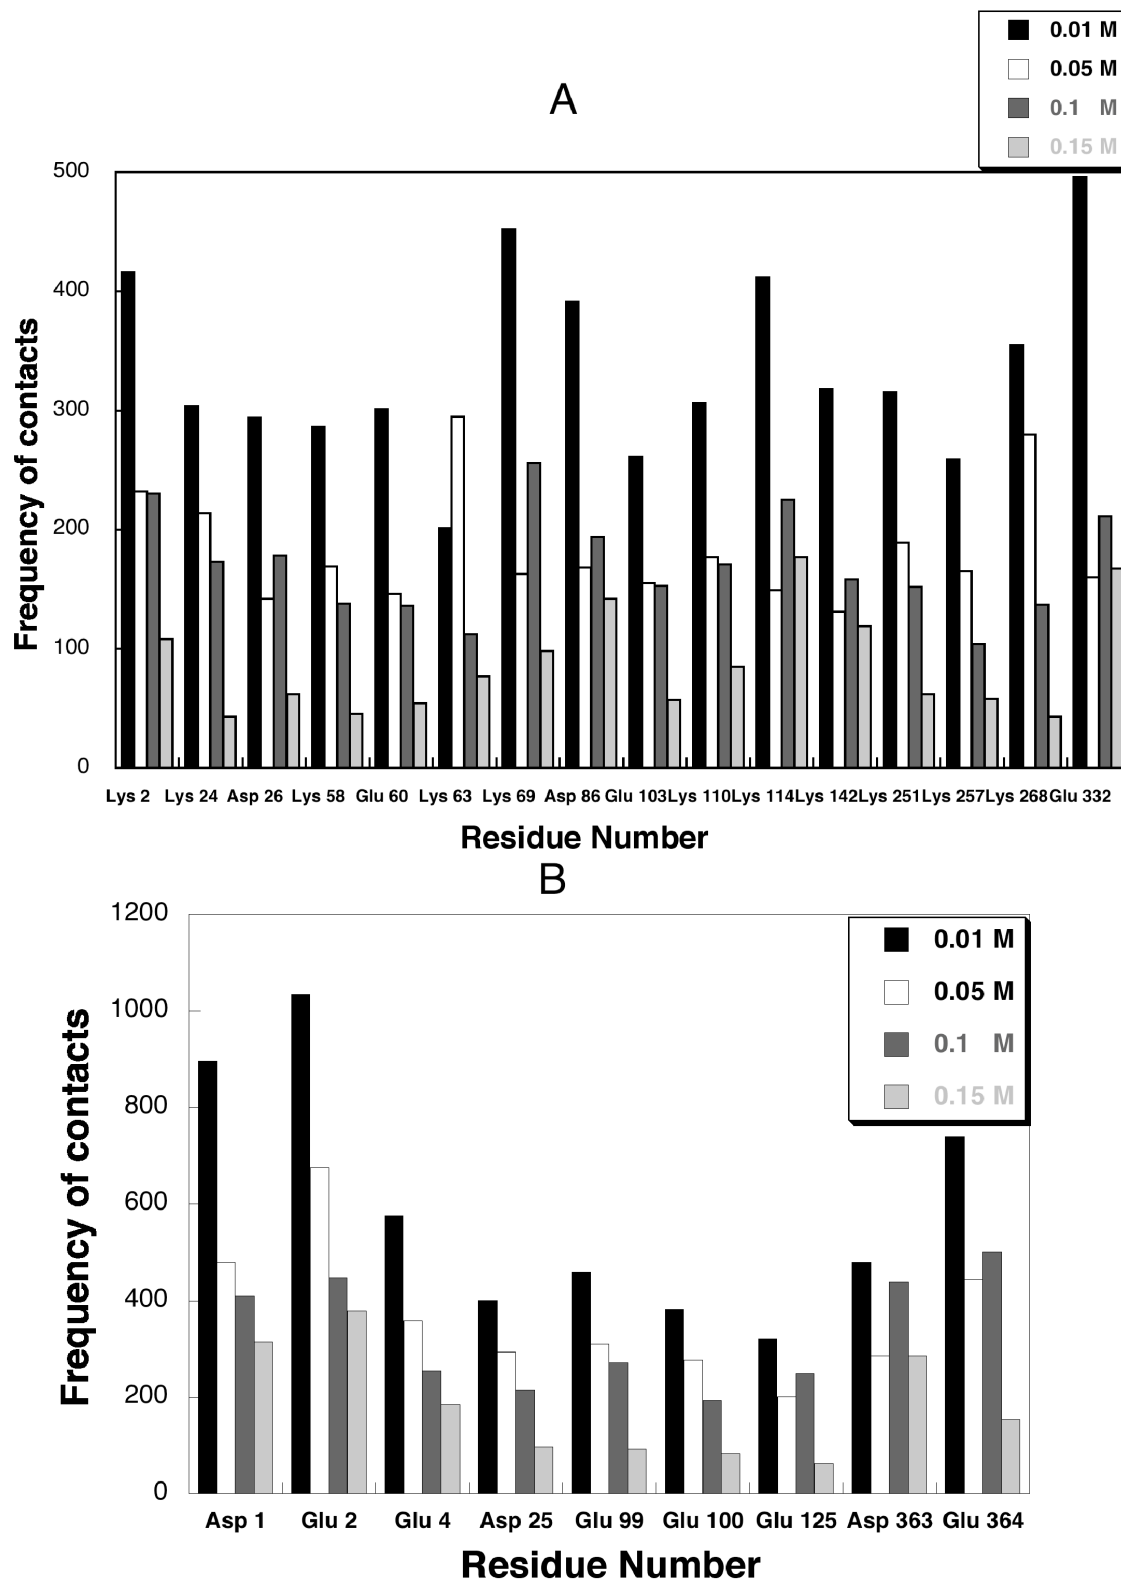 0.01 M
0.05 M
0.1 M
0.15 M
A
500
400
300
200
100
0
Frequency of contacts
Lys 2 Lys 24 Asp 26 Lys 58 Glu 60 Lys 63 Lys 69 Asp 86 Glu 103 Lys 110 Lys 114 Lys 142 Lys 251 Lys 257 Lys 268 Glu 332
Residue Number
B
1200
1000
800
600
400
200
0
Frequency of contacts
0.01 M
0.05 M
0.1 M
0.15 M
Asp 1 Glu 2 Glu 4 Asp 25 Glu 99 Glu 100 Glu 125 Asp 363 Glu 364
Residue Number